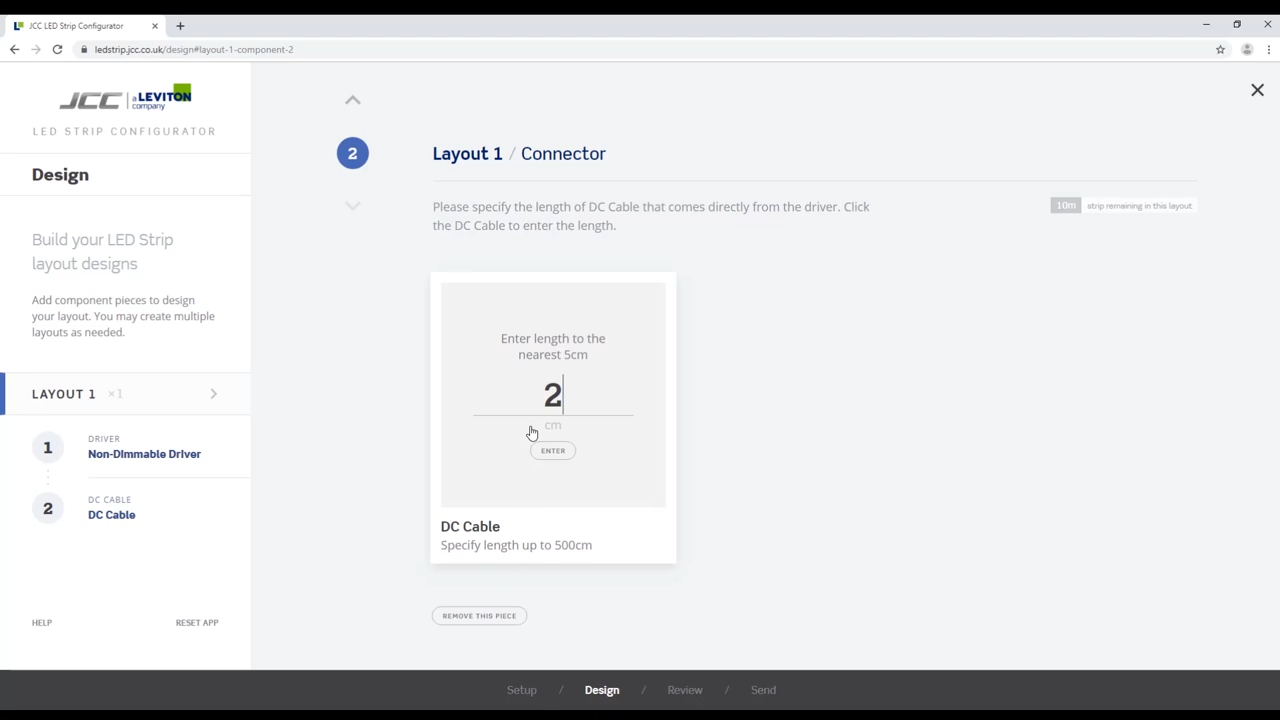 JCC LED Strip Configurator
ledstrip.jcc.co.uk/design#layout-1-component-2
JCC a LEVITON company
LED STRIP CONFIGURATOR
Design
Build your LED Strip
layout designs
Add component pieces to design
your layout. You may create multiple
layouts as needed.
LAYOUT 1 ×1
1 DRIVER
Non-Dimmable Driver
2 DC CABLE
DC Cable
HELP RESET APP
2 Layout 1 / Connector
Please specify the length of DC Cable that comes directly from the driver. Click
the DC Cable to enter the length.
10m strip remaining in this layout
Enter length to the
nearest 5cm
2
cm
ENTER
DC Cable
Specify length up to 500cm
REMOVE THIS PIECE
Setup / Design / Review / Send